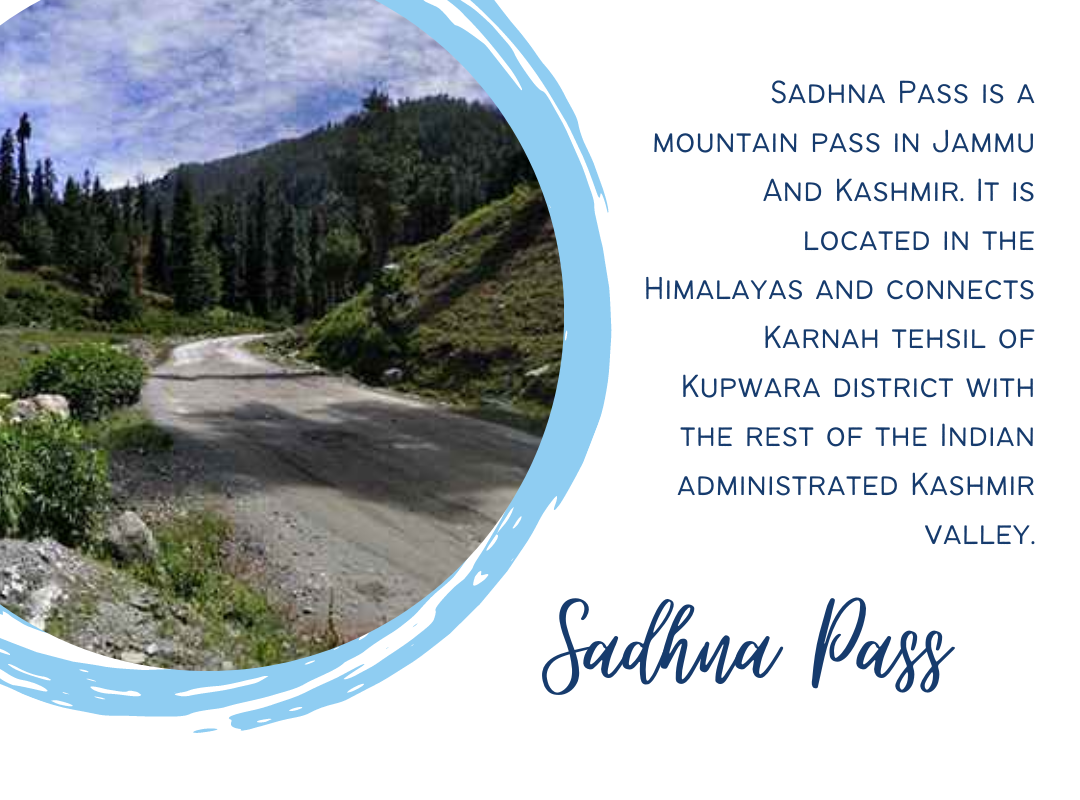 Sadhna Pass is a
mountain pass in Jammu
And Kashmir. It is
located in the
Himalayas and connects
Karnah tehsil of
Kupwara district with
the rest of the Indian
administrated Kashmir
valley.
Sadhna Pass